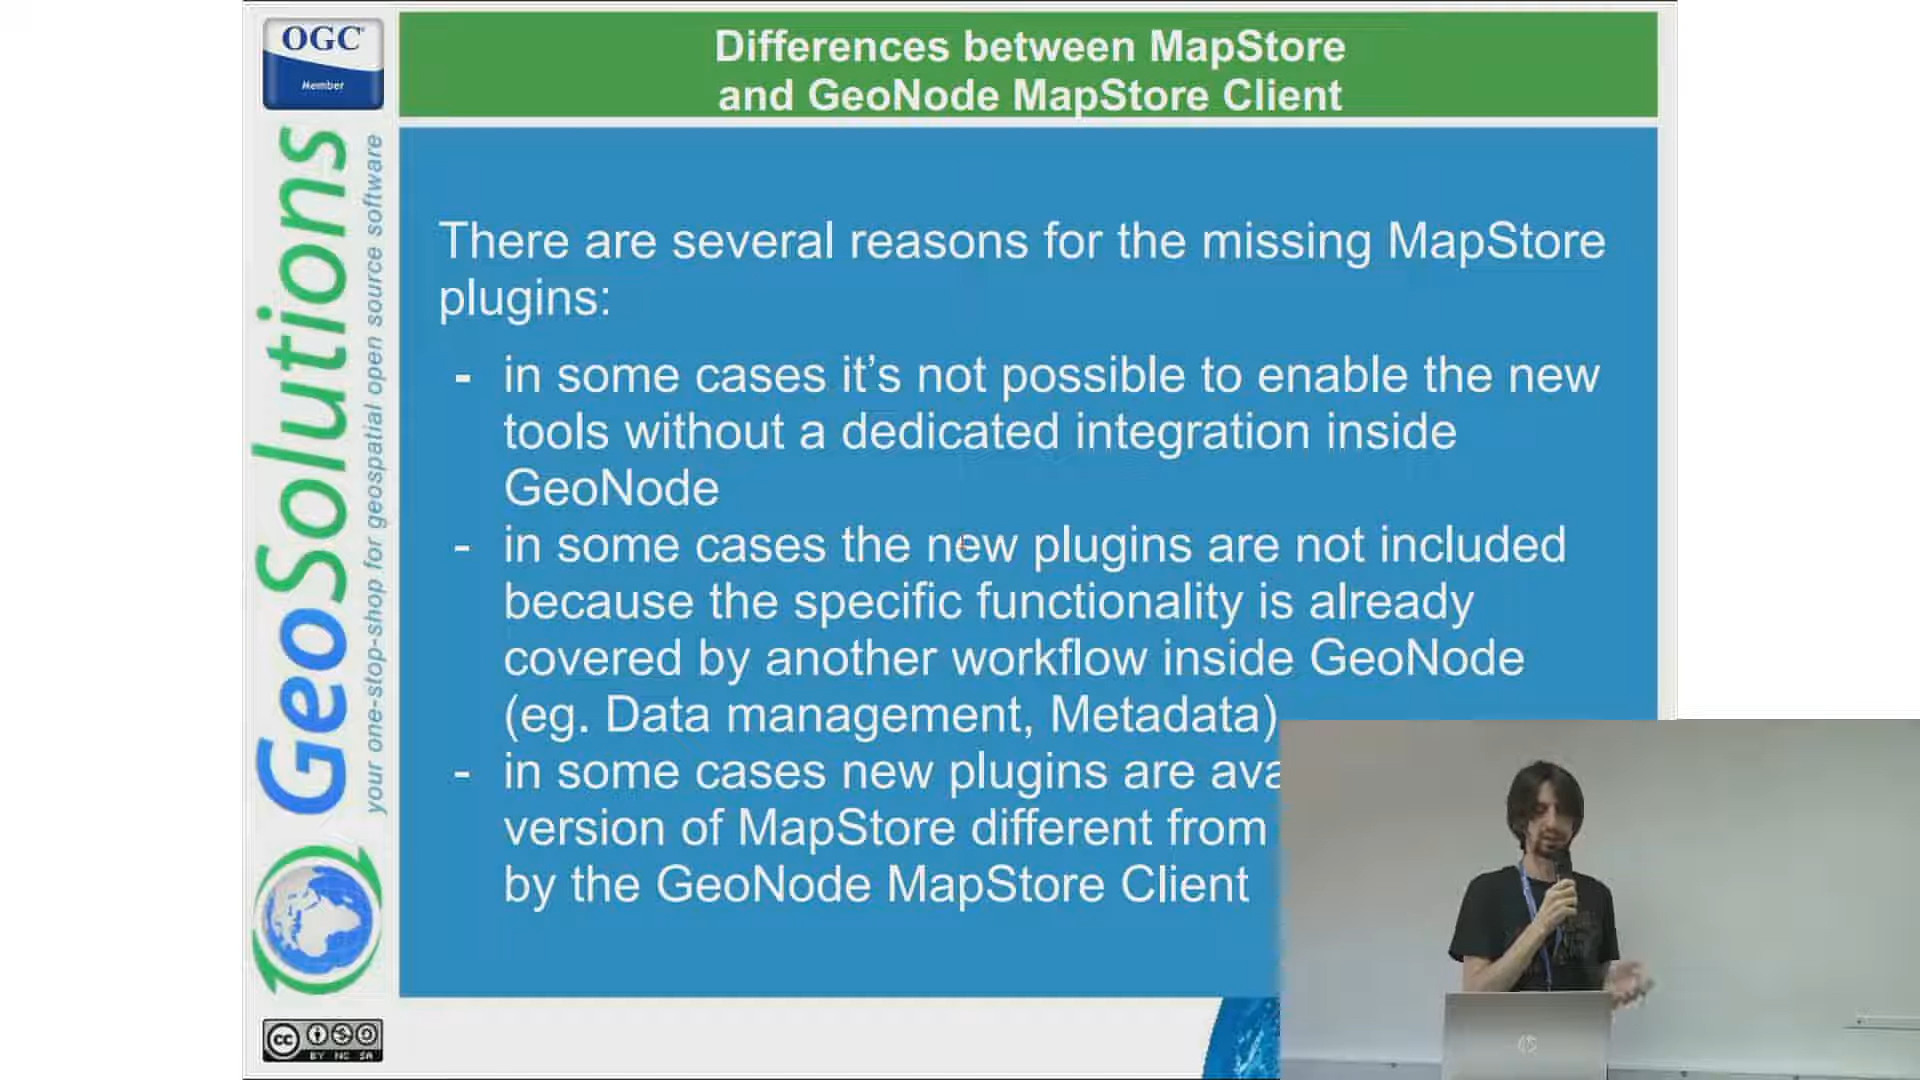 OGC
Member
GeoSolutions
your one-stop-shop for geospatial open source software
Differences between MapStore
and GeoNode MapStore Client
There are several reasons for the missing MapStore
plugins:
- in some cases it’s not possible to enable the new
tools without a dedicated integration inside
GeoNode
- in some cases the new plugins are not included
because the specific functionality is already
covered by another workflow inside GeoNode
(eg. Data management, Metadata)
- in some cases new plugins are
version of MapStore different from
by the GeoNode MapStore Client
cc
BY NC SA